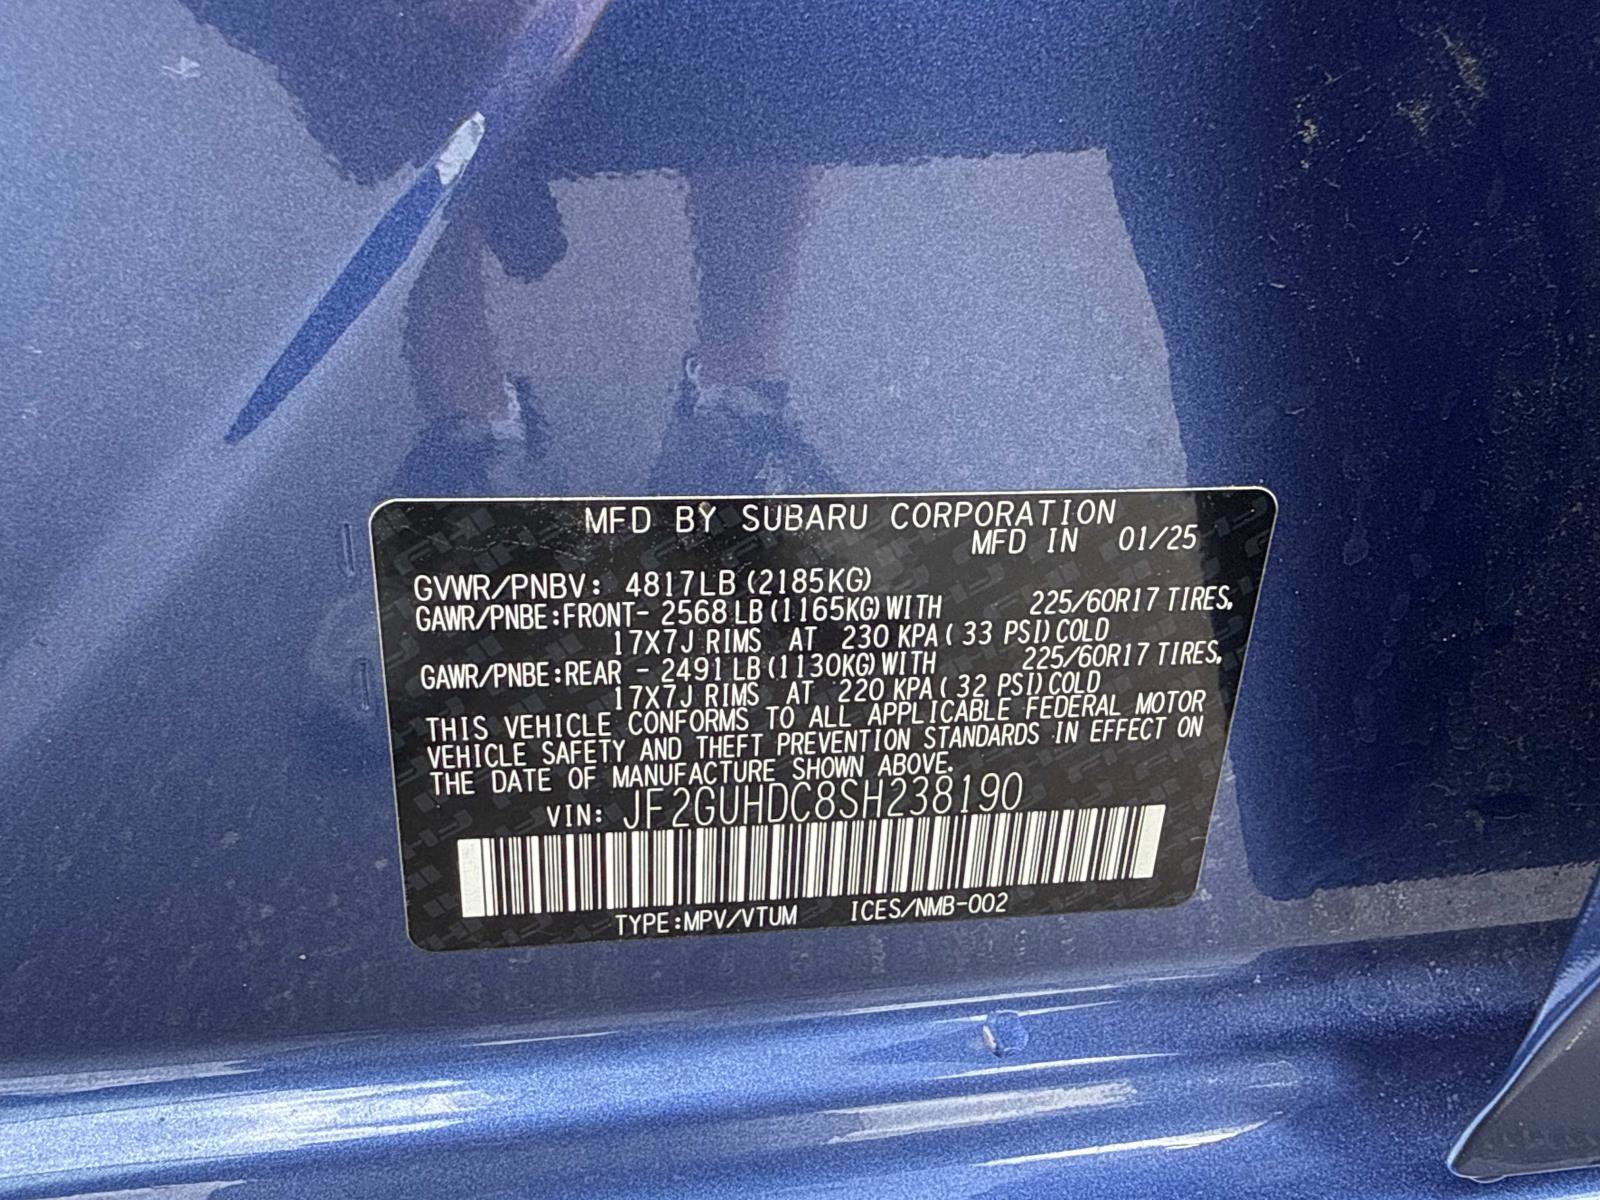 MFD BY SUBARU CORPORATION
MFD IN 01/25
GVWR/PNBV: 4817LB (2185KG)
GAWR/PNBE:FRONT- 2568 LB (1165KG) WITH 225/60R17 TIRES,
17X7J RIMS AT 230 KPA ( 33 PSI) COLD
GAWR/PNBE:REAR - 2491 LB (1130KG) WITH 225/60R17 TIRES,
17X7J RIMS AT 220 KPA ( 32 PSI) COLD
THIS VEHICLE CONFORMS TO ALL APPLICABLE FEDERAL MOTOR
VEHICLE SAFETY AND THEFT PREVENTION STANDARDS IN EFFECT ON
THE DATE OF MANUFACTURE SHOWN ABOVE.
VIN: JF2GUHDC8SH238190
TYPE:MPV/VTUM ICES/NMB-002